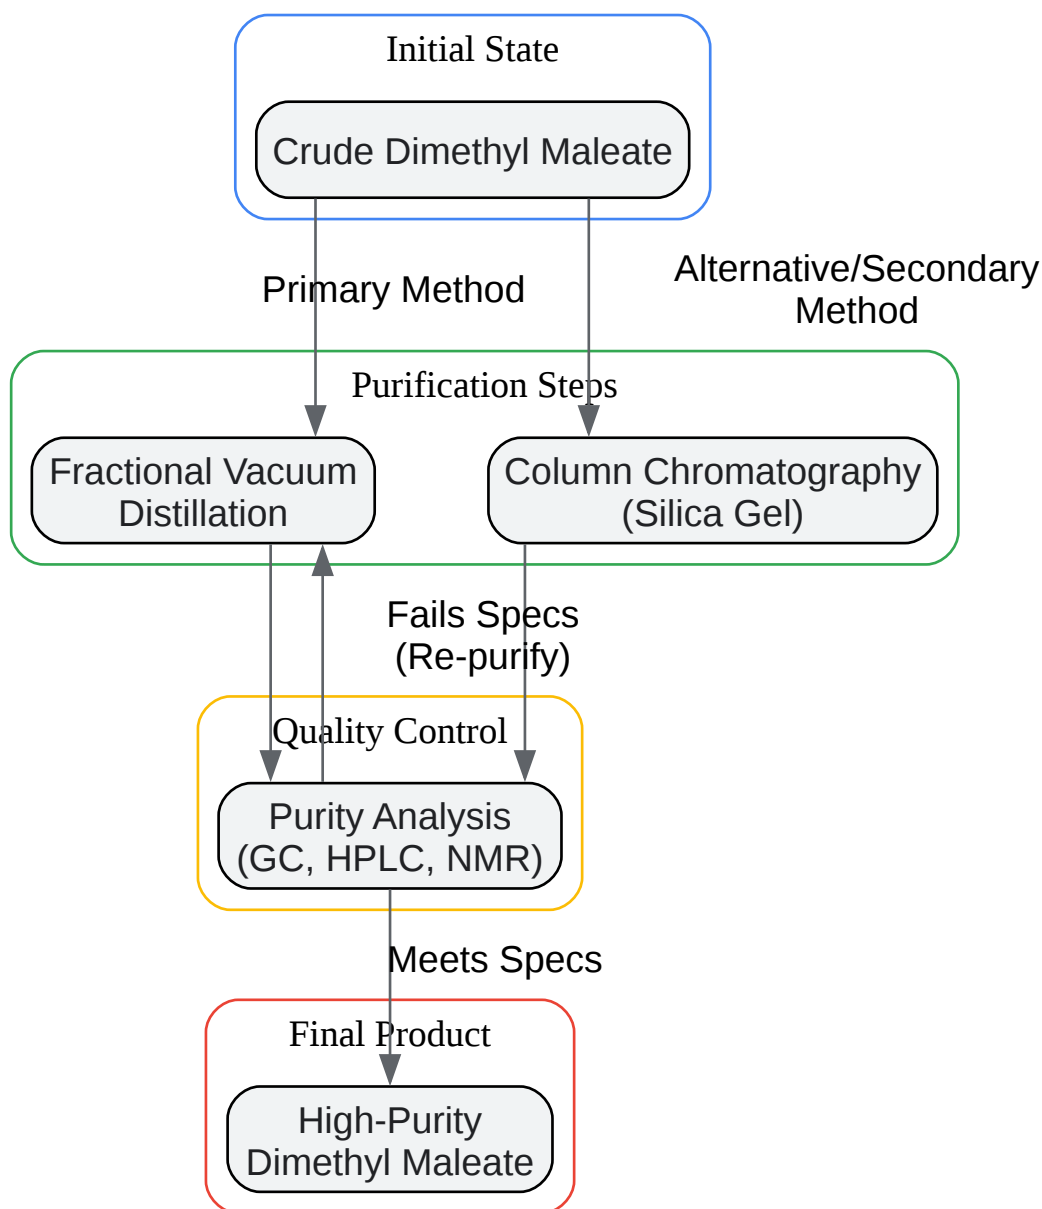 Initial State
Crude Dimethyl Maleate
Primary Method
Alternative/Secondary
Method
Purification Steps
Fractional Vacuum
Distillation
Column Chromatography
(Silica Gel)
Fails Specs
(Re-purify)
Quality Control
Purity Analysis
(GC, HPLC, NMR)
Meets Specs
Final Product
High-Purity
Dimethyl Maleate